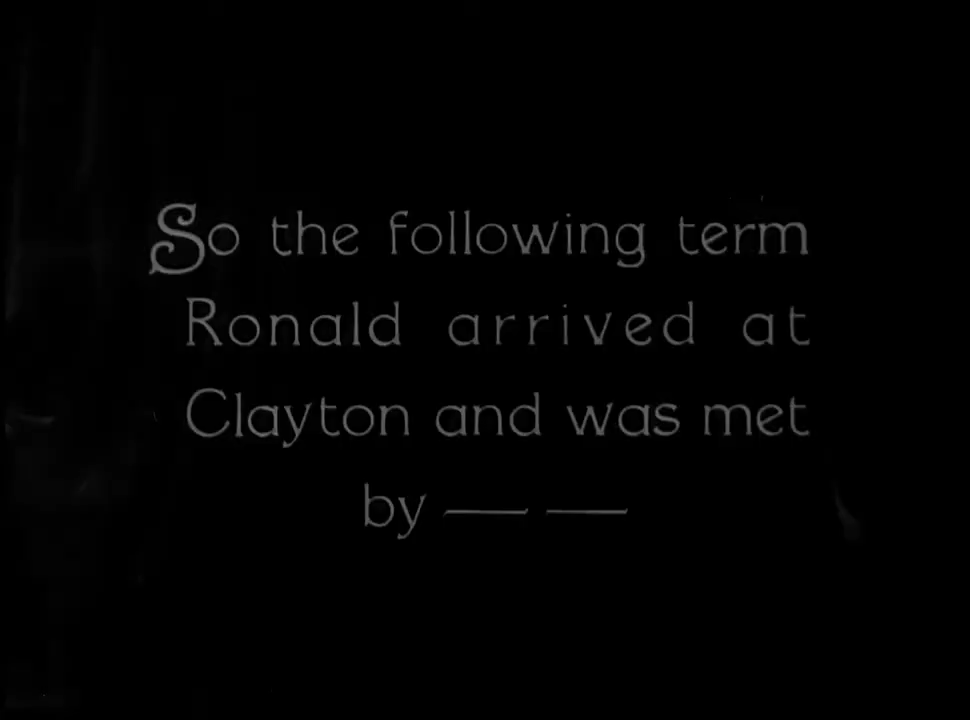 So the following term
Ronald arrived at
Clayton and was met
by — —